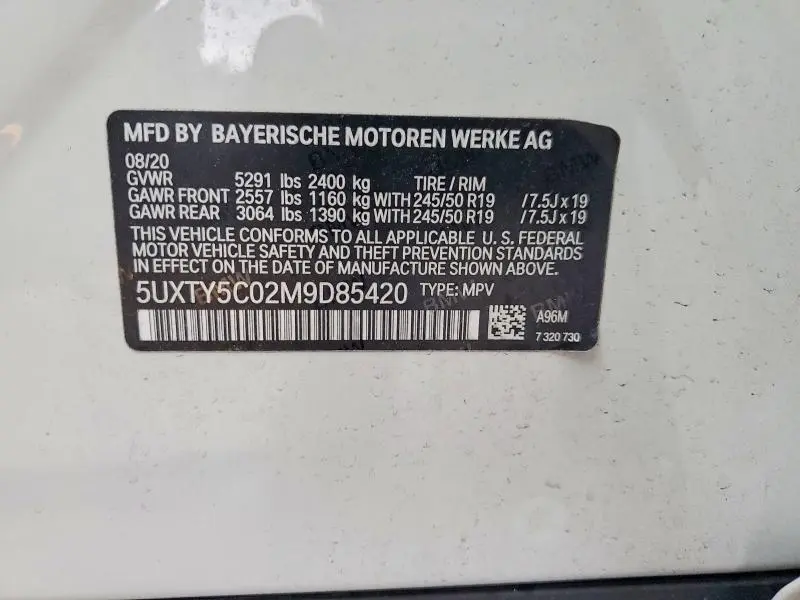 MFD BY BAYERISCHE MOTOREN WERKE AG
08/20
GVWR 5291 lbs 2400 kg TIRE / RIM
GAWR FRONT 2557 lbs 1160 kg WITH 245/50 R19 / 7.5J x 19
GAWR REAR 3064 lbs 1390 kg WITH 245/50 R19 / 7.5J x 19
THIS VEHICLE CONFORMS TO ALL APPLICABLE U. S. FEDERAL
MOTOR VEHICLE SAFETY AND THEFT PREVENTION STANDARDS
IN EFFECT ON THE DATE OF MANUFACTURE SHOWN ABOVE.
5UXTY5C02M9D85420 TYPE: MPV
A96M
7 320 730